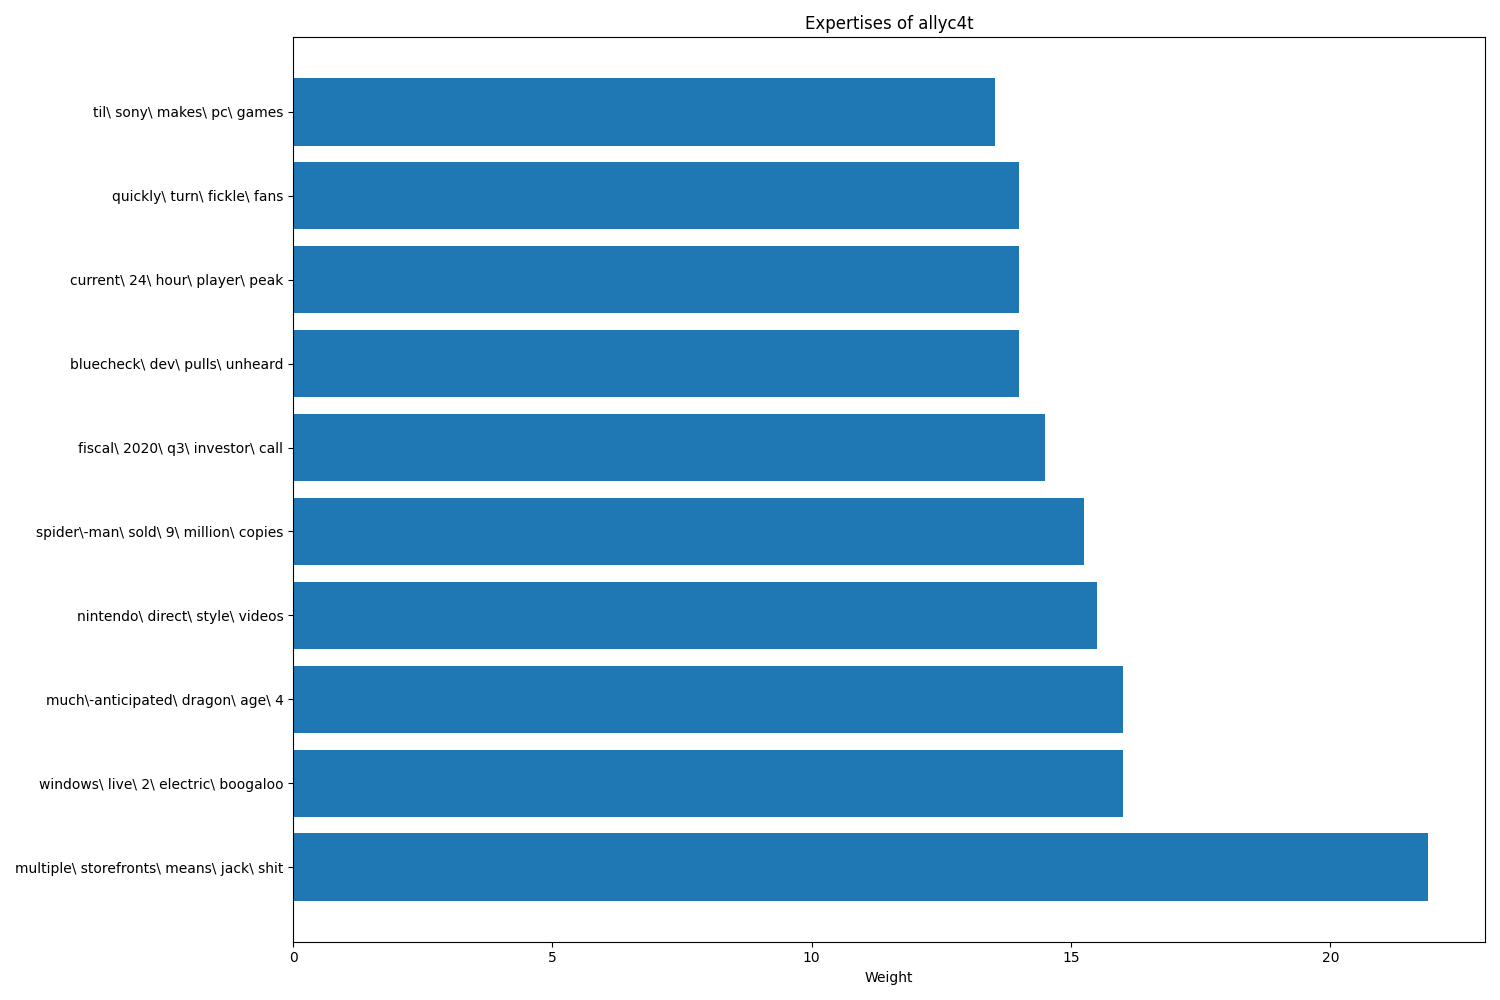 Expertises of allyc4t
til\ sony\ makes\ pc\ games
quickly\ turn\ fickle\ fans
current\ 24\ hour\ player\ peak
bluecheck\ dev\ pulls\ unheard
fiscal\ 2020\ q3\ investor\ call
spider\-man\ sold\ 9\ million\ copies
nintendo\ direct\ style\ videos
much\-anticipated\ dragon\ age\ 4
windows\ live\ 2\ electric\ boogaloo
multiple\ storefronts\ means\ jack\ shit
0 5 10 15 20
Weight